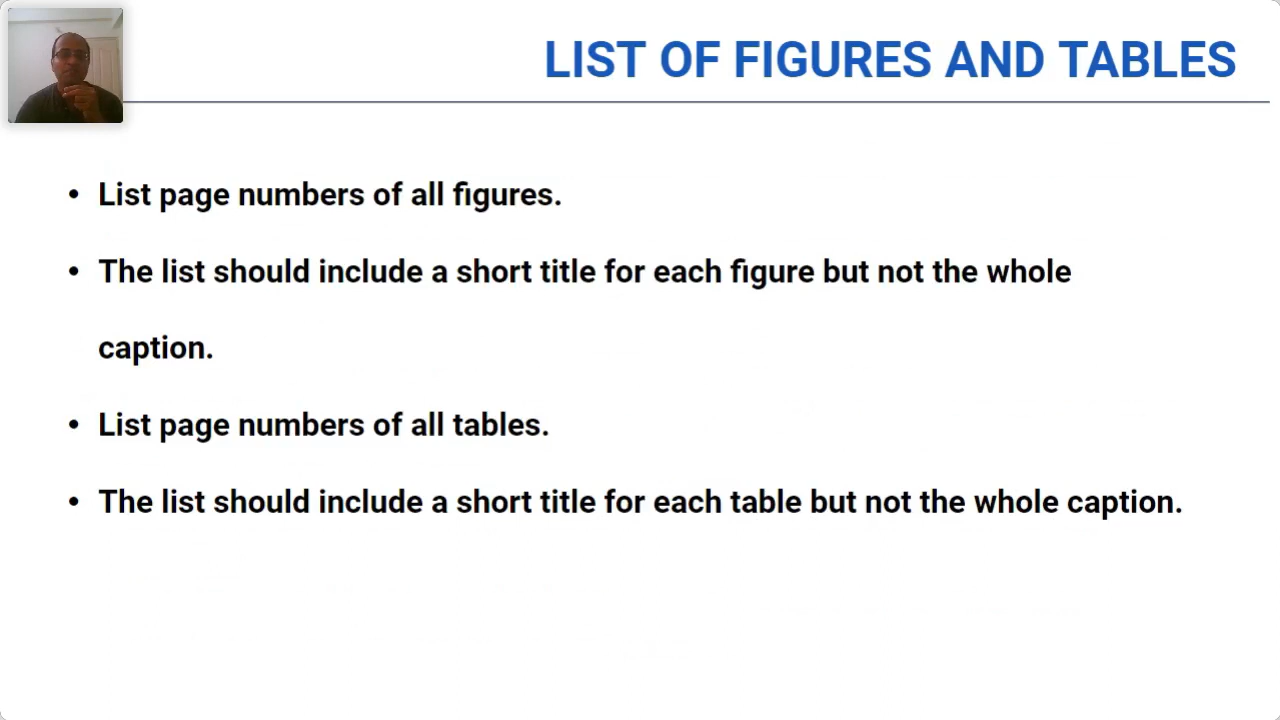 LIST OF FIGURES AND TABLES
• List page numbers of all figures.
• The list should include a short title for each figure but not the whole
caption.
• List page numbers of all tables.
• The list should include a short title for each table but not the whole caption.